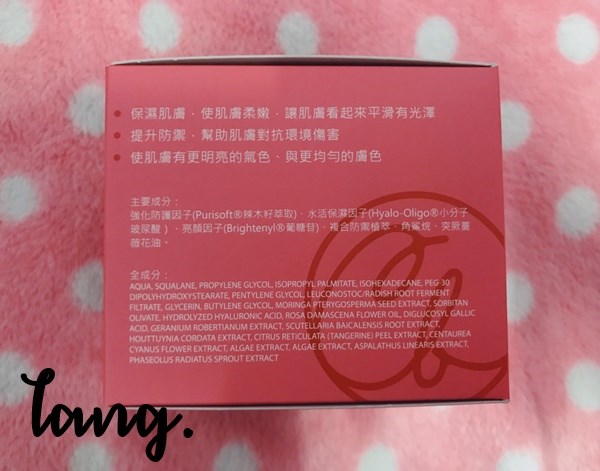 保濕肌膚、使肌膚柔嫩、讓肌膚看起來平滑有光澤
提升防禦、幫助肌膚對抗環境傷害
使肌膚有更明亮的氣色、與更均勻的膚色
主要成分：
強化防護因子(Purisoft®辣木籽萃取)、水活保濕因子(Hyalo-Oligo®小分子
玻尿酸）、亮顏因子(Brightenyl®葡糖苷)、複合防禦植萃、角鯊烷、突厥薔
薇花油。
全成分：
AQUA, SQUALANE, PROPYLENE GLYCOL, ISOPROPYL PALMITATE, ISOHEXADECANE, PEG-30
DIPOLYHYDROXYSTEARATE, PENTYLENE GLYCOL, LEUCONOSTOC/RADISH ROOT FERMENT
FILTRATE, GLYCERIN, BUTYLENE GLYCOL, MORINGA PTERYGOSPERMA SEED EXTRACT, SORBITAN
OLIVATE, HYDROLYZED HYALURONIC ACID, ROSA DAMASCENA FLOWER OIL, DIGLUCOSYL GALLIC
ACID, GERANIUM ROBERTIANUM EXTRACT, SCUTELLARIA BAICALENSIS ROOT EXTRACT,
HOUTTUYNIA CORDATA EXTRACT, CITRUS RETICULATA (TANGERINE) PEEL EXTRACT, CENTAUREA
CYANUS FLOWER EXTRACT, ALGAE EXTRACT, ALGAE EXTRACT, ASPALATHUS LINEARIS EXTRACT,
PHASEOLUS RADIATUS SPROUT EXTRACT
lang.